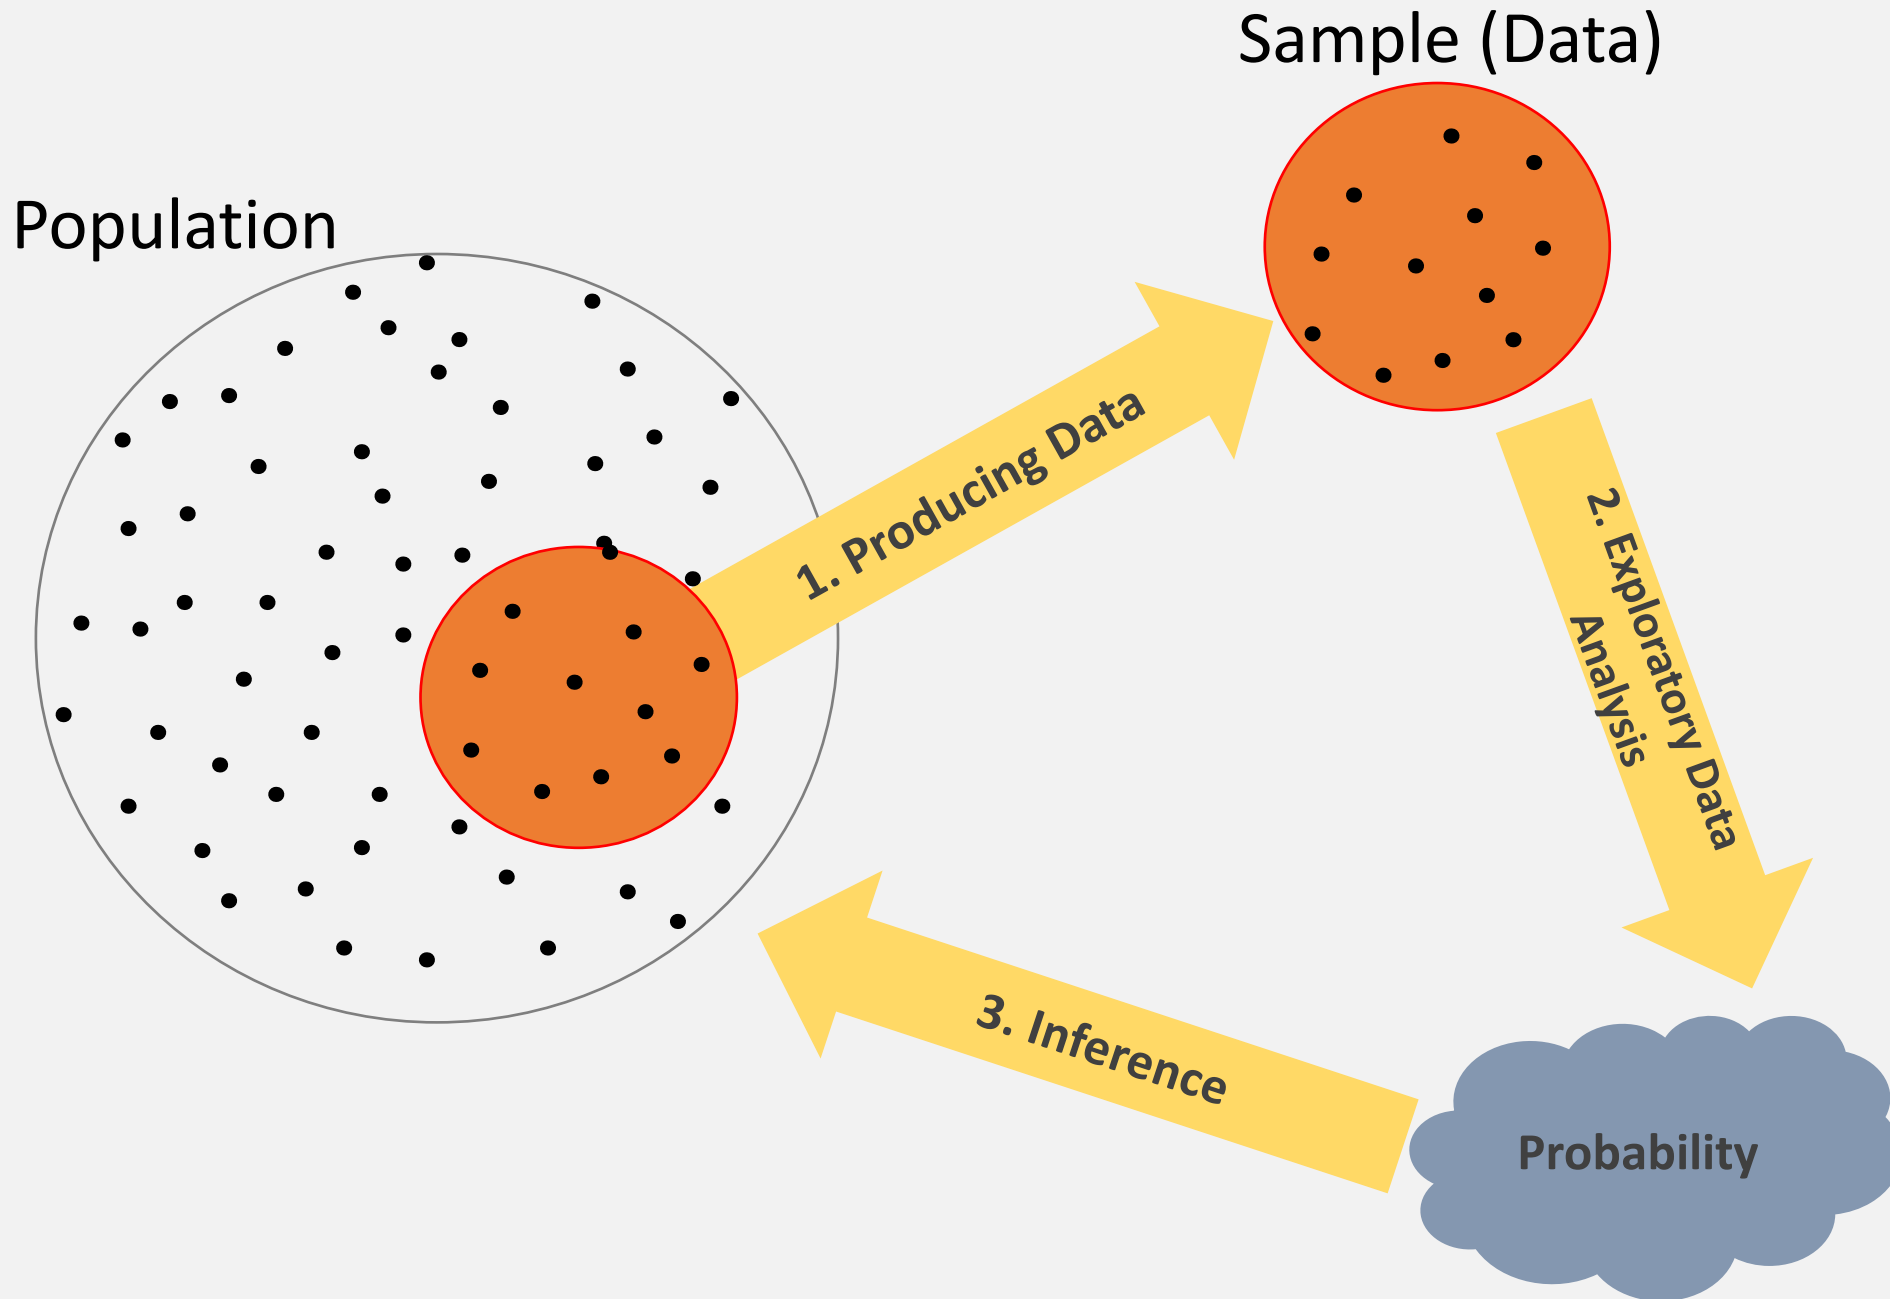 Sample (Data)
Population
1. Producing Data
2. Exploratory Data
Analysis
3. Inference
Probability